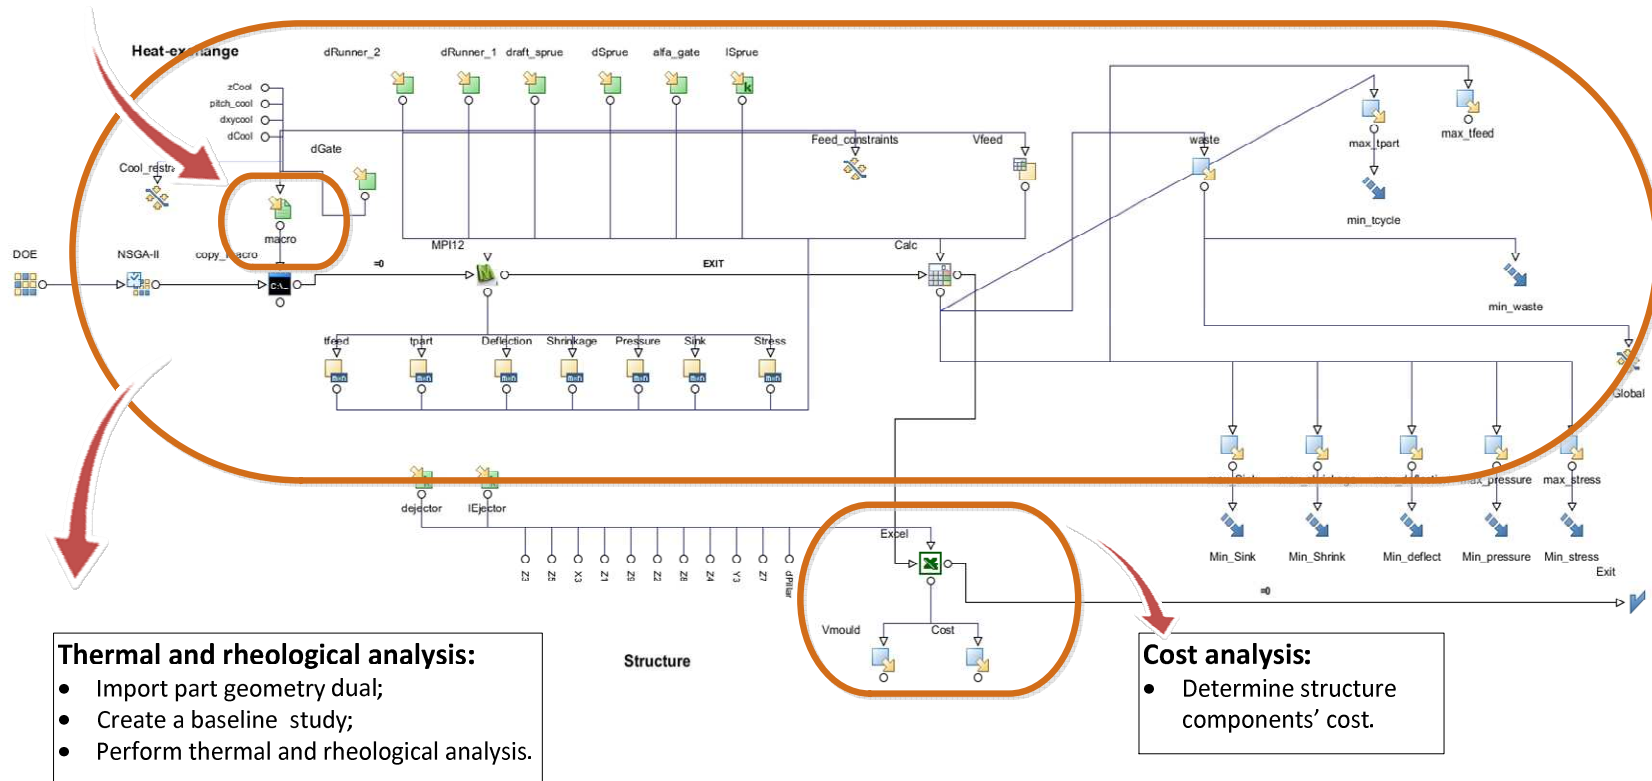 Heat-exchange
dRunner_2
dRunner_1
draft_sprue
dSprue
alfa_gate
lSprue
zCool
pitch_cool
dxycool
dCool
dGate
Feed_constraints
Vfeed
waste
max_tpart
max_tfeed
k
min_tcycle
macro
DOE
NSGA-II
MPI12
=0
EXIT
Calc
C:\...
min_waste
tfeed
tpart
Deflection
Shrinkage
Pressure
Sink
Stress
Global
max_pressure
max_stress
dejector
lEjector
Excel
Z3
Z5
X3
Z1
Z2
Z8
Z4
Y3
Z7
dPillar
Min_Sink
Min_Shrink
Min_deflect
Min_pressure
Min_stress
Exit
=0
Vmould
Cost
Structure
Thermal and rheological analysis:
• Import part geometry dual;
• Create a baseline study;
• Perform thermal and rheological analysis.
Cost analysis:
• Determine structure
components’ cost.